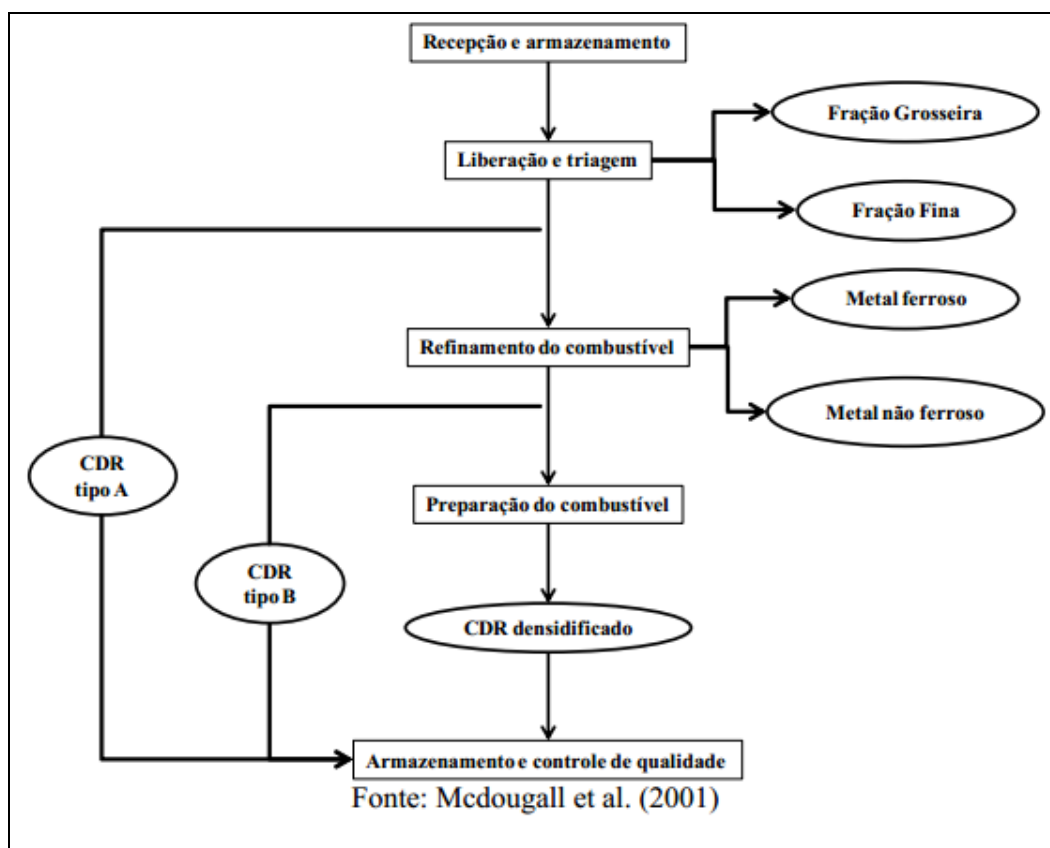 Recepção e armazenamento
Fração Grosseira
Liberação e triagem
Fração Fina
Metal ferroso
Refinamento do combustível
Metal não ferroso
CDR
tipo A
Preparação do combustível
CDR
tipo B
CDR densidificado
Armazenamento e controle de qualidade
Fonte: Mcdougall et al. (2001)